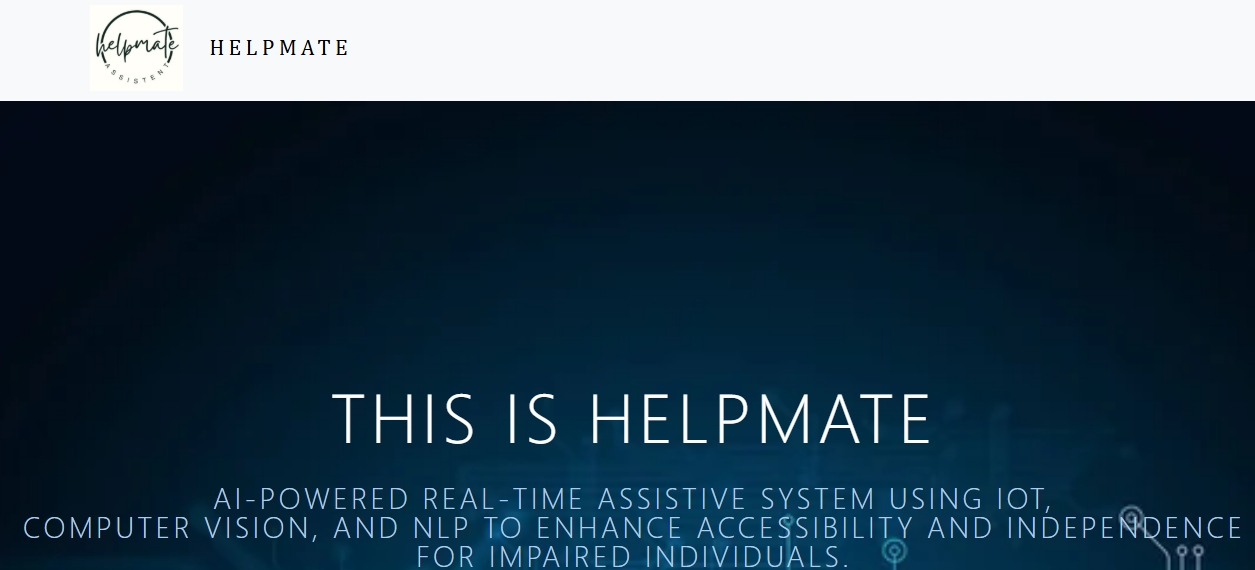 helpmate
ASSISTENT
HELPMATE
THIS IS HELPMATE
AI-POWERED REAL-TIME ASSISTIVE SYSTEM USING IOT,
COMPUTER VISION, AND NLP TO ENHANCE ACCESSIBILITY AND INDEPENDENCE
FOR IMPAIRED INDIVIDUALS.